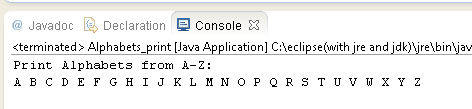 @ Javadoc Declaration Console
<terminated> Alphabets_print [Java Application] C:\eclipse(with jre and jdk)\jre\bin\jav
Print Alphabets from A-Z:
A B C D E F G H I J K L M N O P Q R S T U V W X Y Z